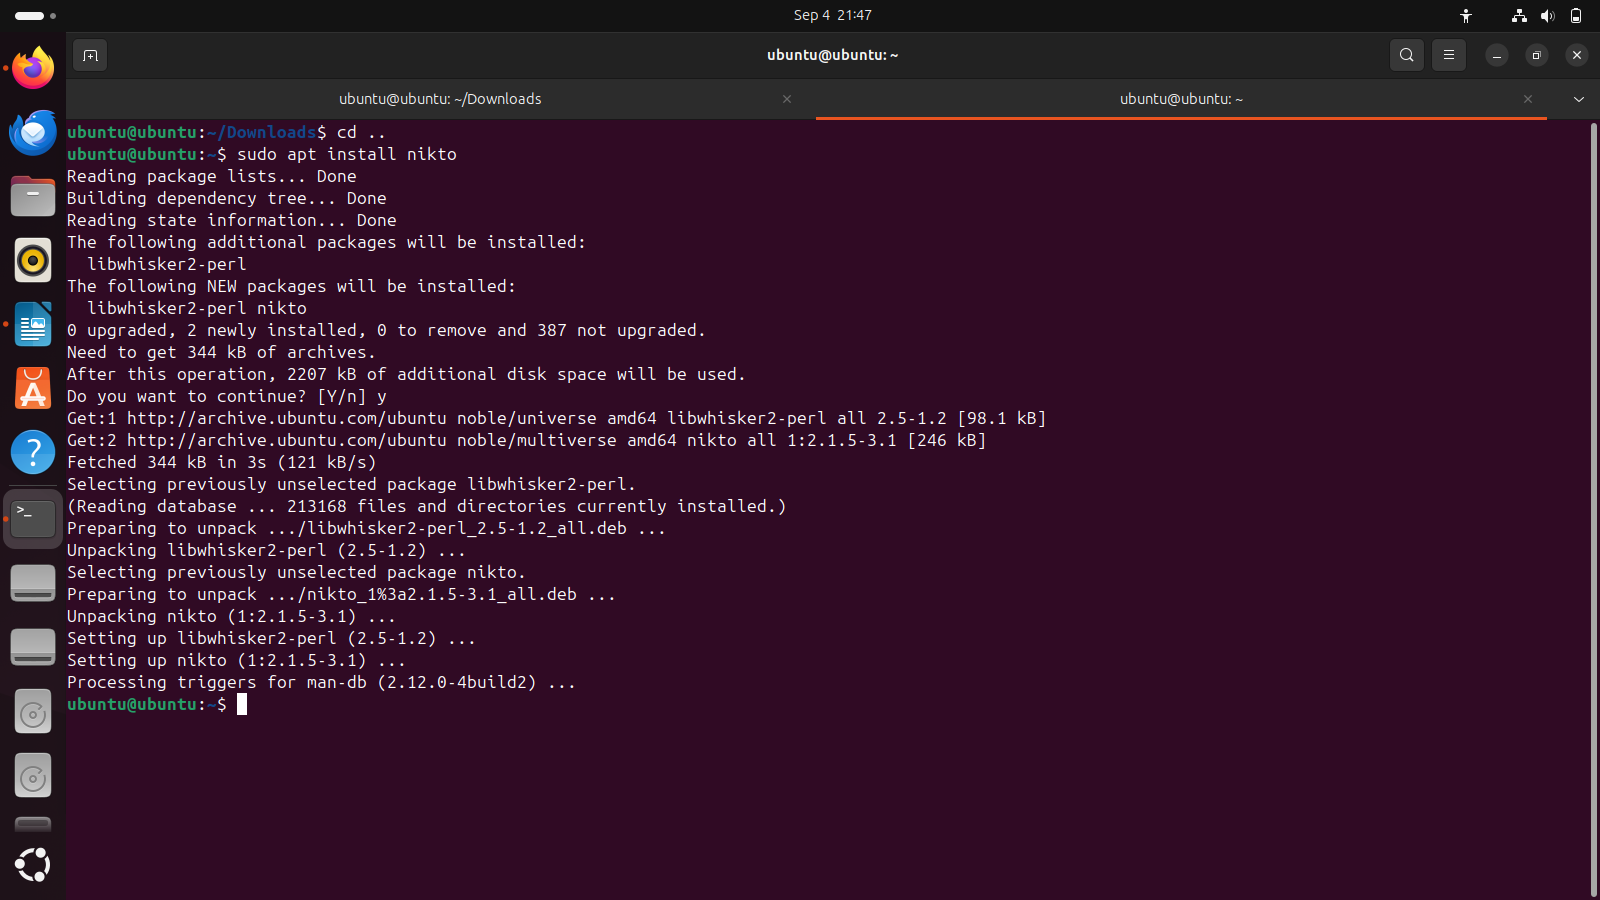 Sep 4 21:47
ubuntu@ubuntu: ~
ubuntu@ubuntu: ~/Downloads
ubuntu@ubuntu: ~
ubuntu@ubuntu:~/Downloads$ cd ..
ubuntu@ubuntu:~$ sudo apt install nikto
Reading package lists... Done
Building dependency tree... Done
Reading state information... Done
The following additional packages will be installed:
  libwhisker2-perl
The following NEW packages will be installed:
  libwhisker2-perl nikto
0 upgraded, 2 newly installed, 0 to remove and 387 not upgraded.
Need to get 344 kB of archives.
After this operation, 2207 kB of additional disk space will be used.
Do you want to continue? [Y/n] y
Get:1 http://archive.ubuntu.com/ubuntu noble/universe amd64 libwhisker2-perl all 2.5-1.2 [98.1 kB]
Get:2 http://archive.ubuntu.com/ubuntu noble/multiverse amd64 nikto all 1:2.1.5-3.1 [246 kB]
Fetched 344 kB in 3s (121 kB/s)
Selecting previously unselected package libwhisker2-perl.
(Reading database ... 213168 files and directories currently installed.)
Preparing to unpack .../libwhisker2-perl_2.5-1.2_all.deb ...
Unpacking libwhisker2-perl (2.5-1.2) ...
Selecting previously unselected package nikto.
Preparing to unpack .../nikto_1%3a2.1.5-3.1_all.deb ...
Unpacking nikto (1:2.1.5-3.1) ...
Setting up libwhisker2-perl (2.5-1.2) ...
Setting up nikto (1:2.1.5-3.1) ...
Processing triggers for man-db (2.12.0-4build2) ...
ubuntu@ubuntu:~$